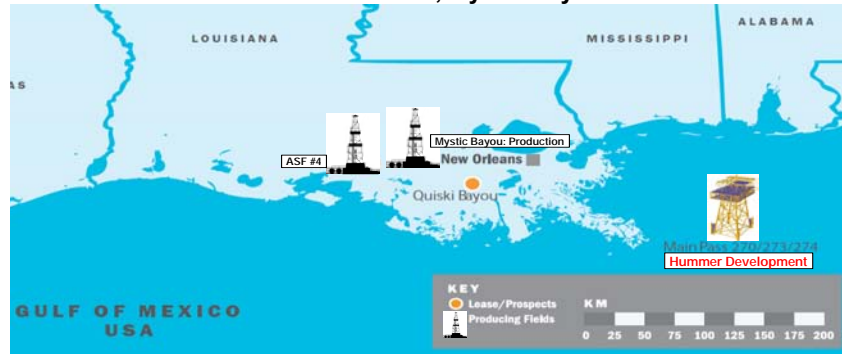 LOUISIANA
MISSISSIPPI
ALABAMA
AS
Mystic Bayou: Production
ASF #4
New Orleans
Quiski Bayou
Main Pass 270/273/274
Hummer Development
GULF OF MEXICO
USA
KEY
Lease/Prospects
Producing Fields
KM
0 25 50 75 100 125 150 175 200